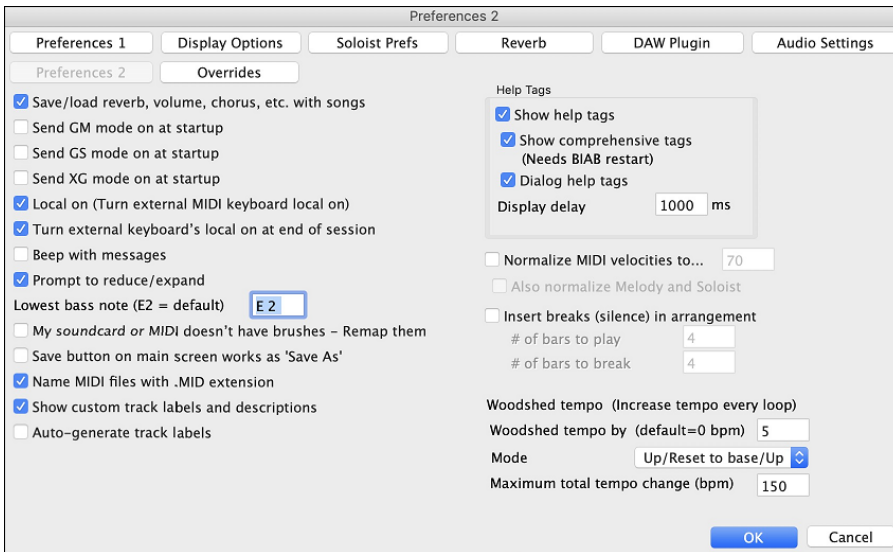 Preferences 2
Preferences 1 Display Options Soloist Prefs Reverb DAW Plugin Audio Settings
Preferences 2 Overrides
Save/load reverb, volume, chorus, etc. with songs
Send GM mode on at startup
Send GS mode on at startup
Send XG mode on at startup
Local on (Turn external MIDI keyboard local on)
Turn external keyboard's local on at end of session
Beep with messages
Prompt to reduce/expand
Lowest bass note (E2 = default) E 2
My soundcard or MIDI doesn't have brushes - Remap them
Save button on main screen works as 'Save As'
Name MIDI files with .MID extension
Show custom track labels and descriptions
Auto-generate track labels
Help Tags
Show help tags
Show comprehensive tags
(Needs BIAB restart)
Dialog help tags
Display delay 1000 ms
Normalize MIDI velocities to... 70
Also normalize Melody and Soloist
Insert breaks (silence) in arrangement
# of bars to play 4
# of bars to break 4
Woodshed tempo (Increase tempo every loop)
Woodshed tempo by (default=0 bpm) 5
Mode Up/Reset to base/Up
Maximum total tempo change (bpm) 150
OK Cancel